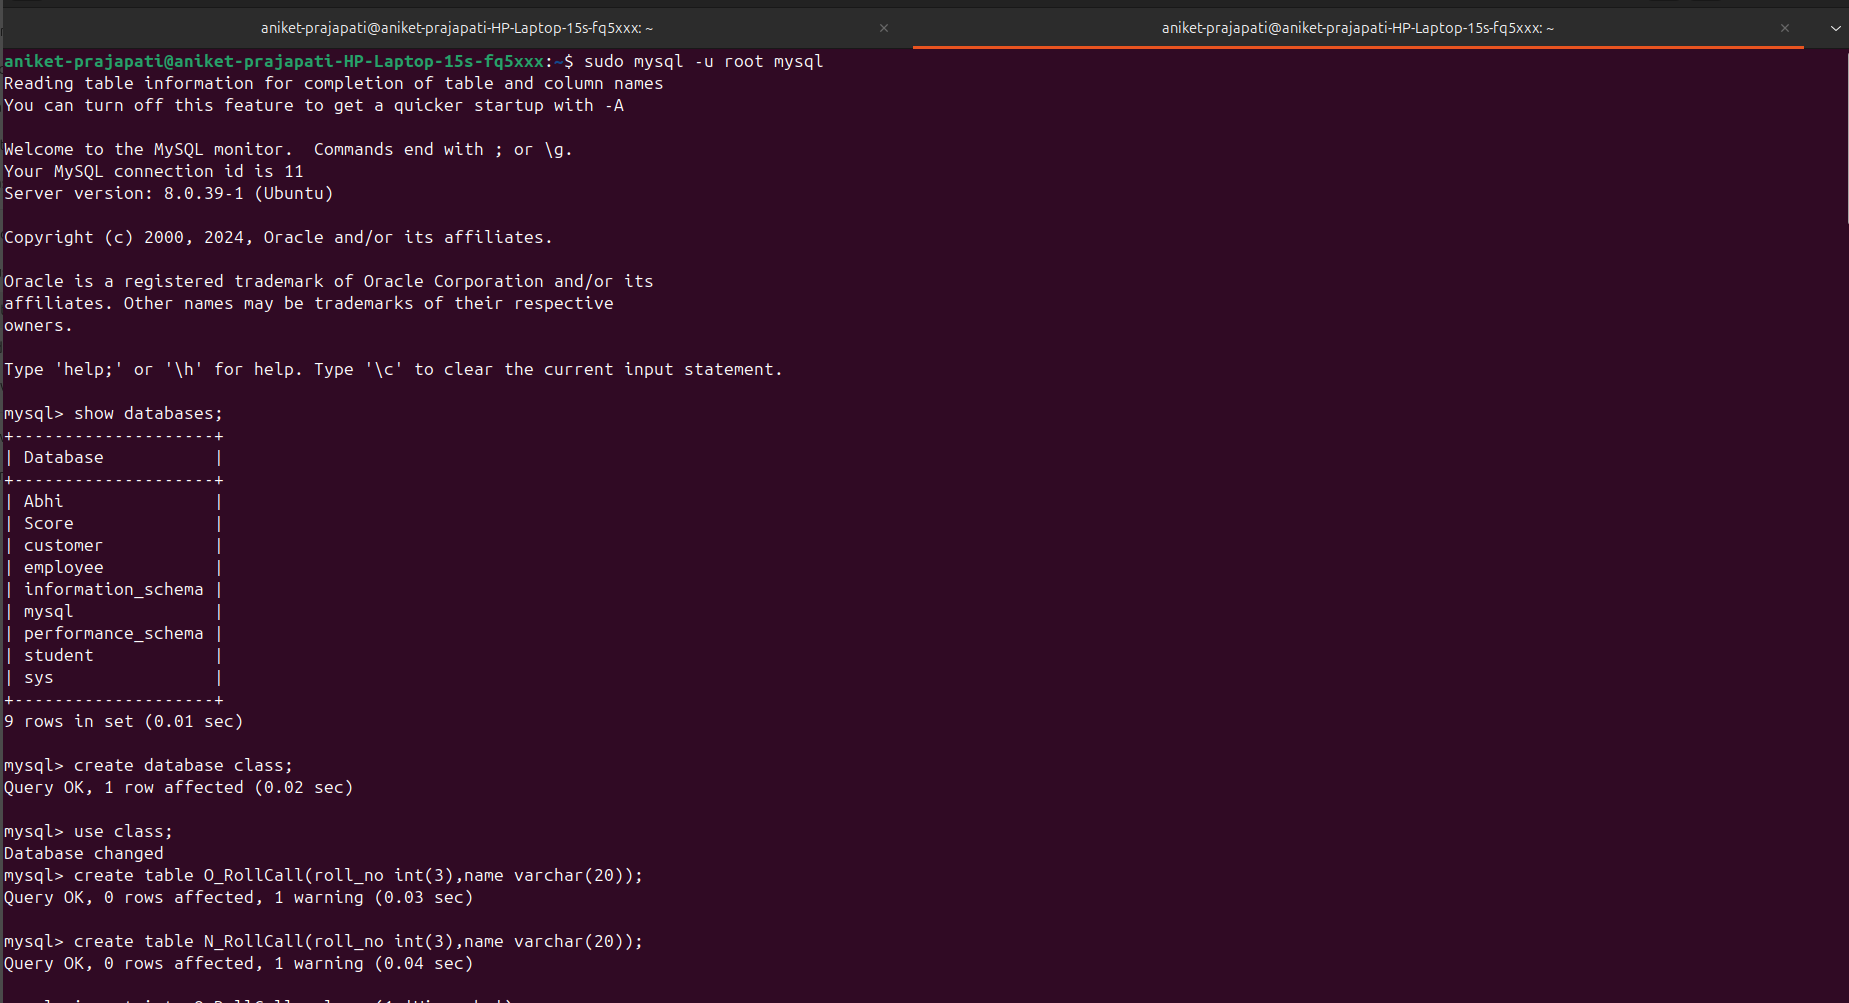 aniket-prajapati@aniket-prajapati-HP-Laptop-15s-fq5xxx: ~
aniket-prajapati@aniket-prajapati-HP-Laptop-15s-fq5xxx: ~
aniket-prajapati@aniket-prajapati-HP-Laptop-15s-fq5xxx:~$ sudo mysql -u root mysql
Reading table information for completion of table and column names
You can turn off this feature to get a quicker startup with -A
Welcome to the MySQL monitor.  Commands end with ; or \g.
Your MySQL connection id is 11
Server version: 8.0.39-1 (Ubuntu)
Copyright (c) 2000, 2024, Oracle and/or its affiliates.
Oracle is a registered trademark of Oracle Corporation and/or its
affiliates. Other names may be trademarks of their respective
owners.
Type 'help;' or '\h' for help. Type '\c' to clear the current input statement.
mysql> show databases;
+--------------------+
| Database           |
+--------------------+
| Abhi               |
| Score              |
| customer           |
| employee           |
| information_schema |
| mysql              |
| performance_schema |
| student            |
| sys                |
+--------------------+
9 rows in set (0.01 sec)
mysql> create database class;
Query OK, 1 row affected (0.02 sec)
mysql> use class;
Database changed
mysql> create table O_RollCall(roll_no int(3),name varchar(20));
Query OK, 0 rows affected, 1 warning (0.03 sec)
mysql> create table N_RollCall(roll_no int(3),name varchar(20));
Query OK, 0 rows affected, 1 warning (0.04 sec)